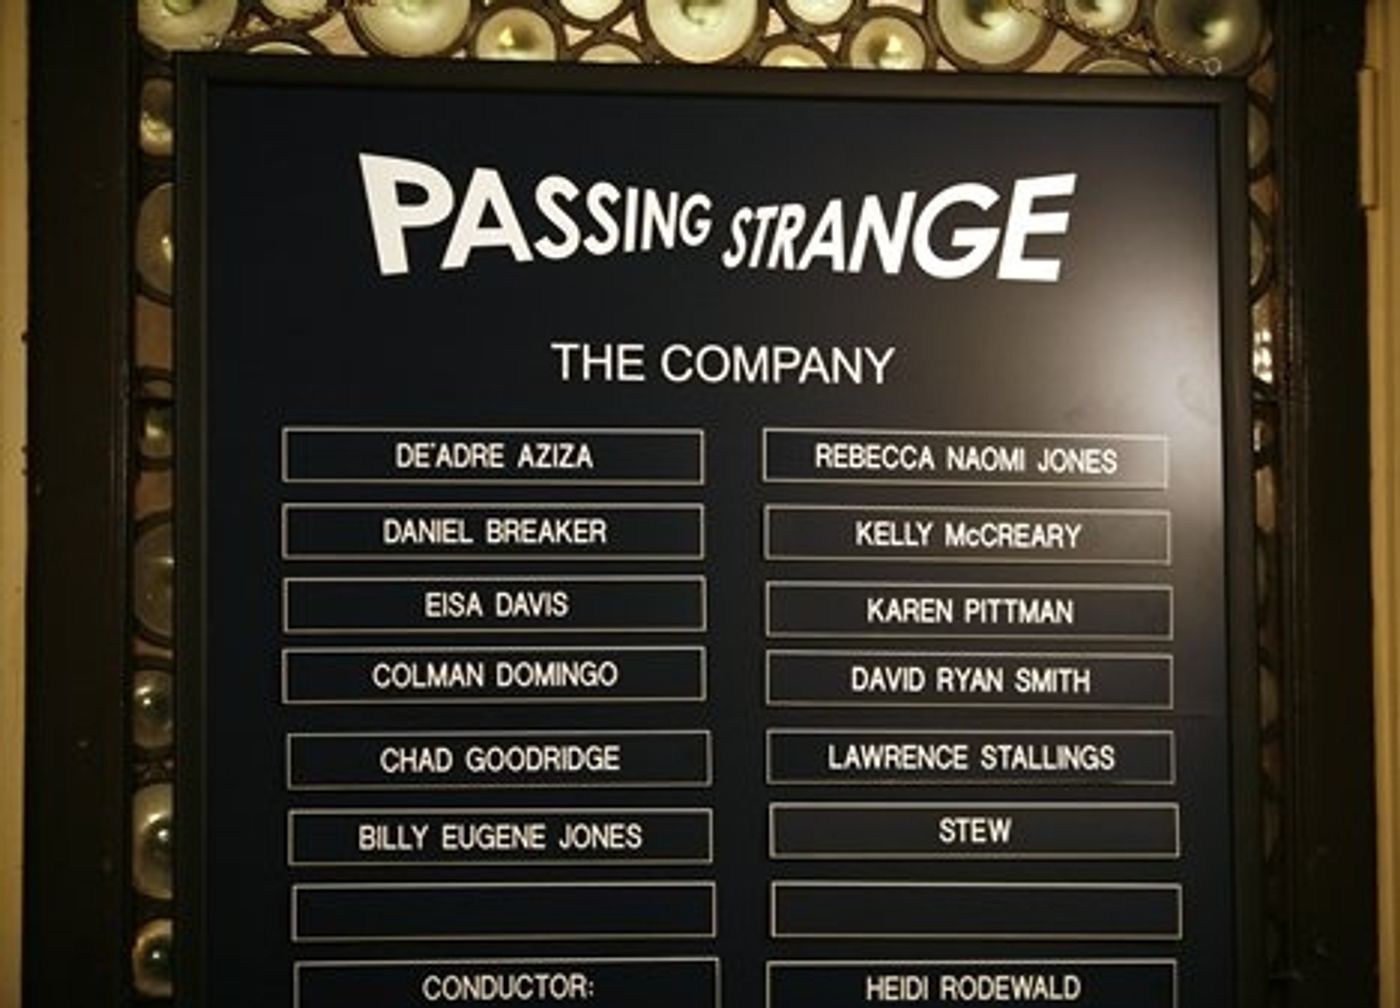 PASSING STRANGE
THE COMPANY
DE'ADRE AZIZA
REBECCA NAOMI JONES
DANIEL BREAKER
KELLY McCREARY
EISA DAVIS
KAREN PITTMAN
COLMAN DOMINGO
DAVID RYAN SMITH
CHAD GOODRIDGE
LAWRENCE STALLINGS
BILLY EUGENE JONES
STEW
CONDUCTOR:
HEIDI RODEWALD